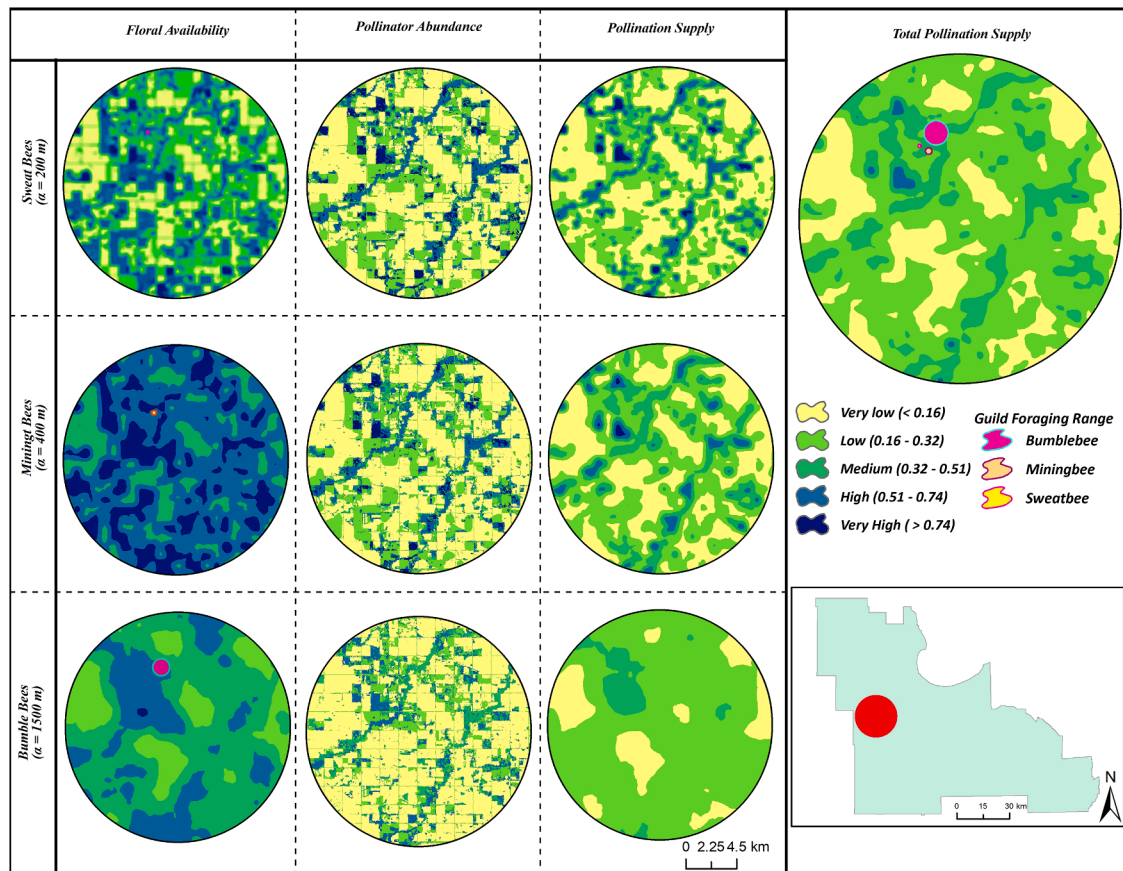 Floral Availability
Pollinator Abundance
Pollination Supply
Total Pollination Supply
Sweat Bees
(α = 200 m)
Miningt Bees
(α = 400 m)
Bumble Bees
(α = 1500 m)
Very low (< 0.16)
Low (0.16 - 0.32)
Medium (0.32 - 0.51)
High (0.51 - 0.74)
Very High ( > 0.74)
Guild Foraging Range
Bumblebee
Miningbee
Sweatbee
0 2.25 4.5 km
0 15 30 km
N